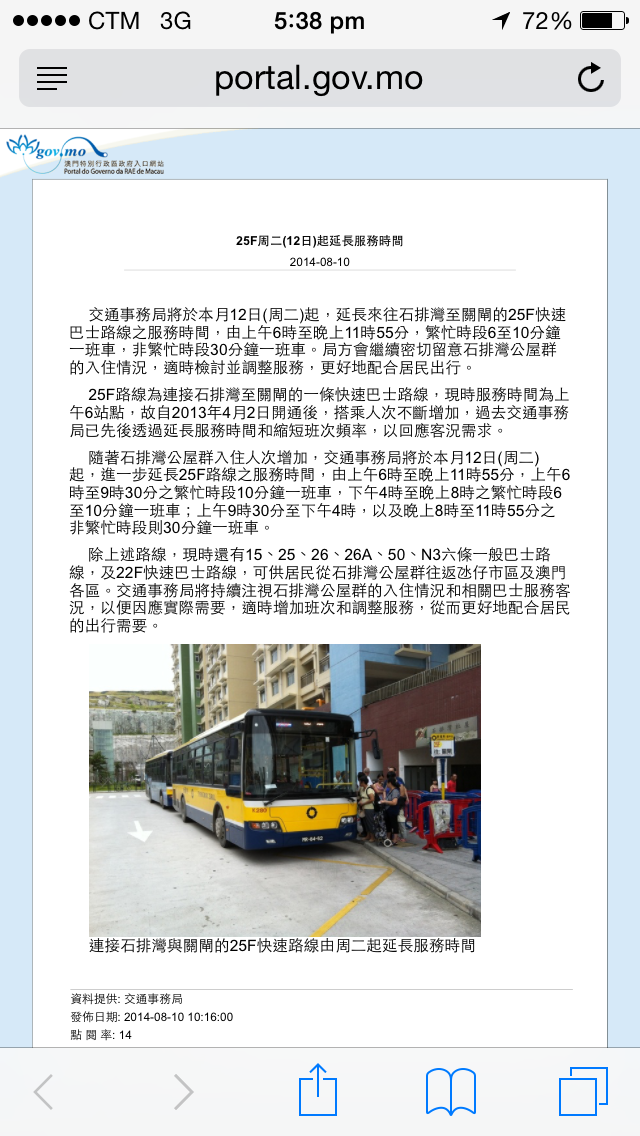 CTM 3G 5:38 pm 72%
portal.gov.mo
gov.mo
澳門特別行政區政府入口網站
Portal do Governo da RAE de Macau
25F周二(12日)起延長服務時間
2014-08-10
交通事務局將於本月12日(周二)起，延長來往石排灣至關閘的25F快速
巴士路線之服務時間，由上午6時至晚上11時55分，繁忙時段6至10分鐘
一班車，非繁忙時段30分鐘一班車。局方會繼續密切留意石排灣公屋群
的入住情況，適時檢討並調整服務，更好地配合居民出行。
25F路線為連接石排灣至關閘的一條快速巴士路線，現時服務時間為上
午6站點，故自2013年4月2日開通後，搭乘人次不斷增加，過去交通事務
局已先後透過延長服務時間和縮短班次頻率，以回應客況需求。
隨著石排灣公屋群入住人次增加，交通事務局將於本月12日(周二)
起，進一步延長25F路線之服務時間，由上午6時至晚上11時55分，上午6
時至9時30分之繁忙時段10分鐘一班車，下午4時至晚上8時之繁忙時段6
至10分鐘一班車；上午9時30分至下午4時，以及晚上8時至11時55分之
非繁忙時段則30分鐘一班車。
除上述路線，現時還有15、25、26、26A、50、N3六條一般巴士路
線，及22F快速巴士路線，可供居民從石排灣公屋群往返氹仔市區及澳門
各區。交通事務局將持續注視石排灣公屋群的入住情況和相關巴士服務客
況，以便因應實際需要，適時增加班次和調整服務，從而更好地配合居民
的出行需要。
連接石排灣與關閘的25F快速路線由周二起延長服務時間
資料提供: 交通事務局
發佈日期: 2014-08-10 10:16:00
點 閱 率: 14